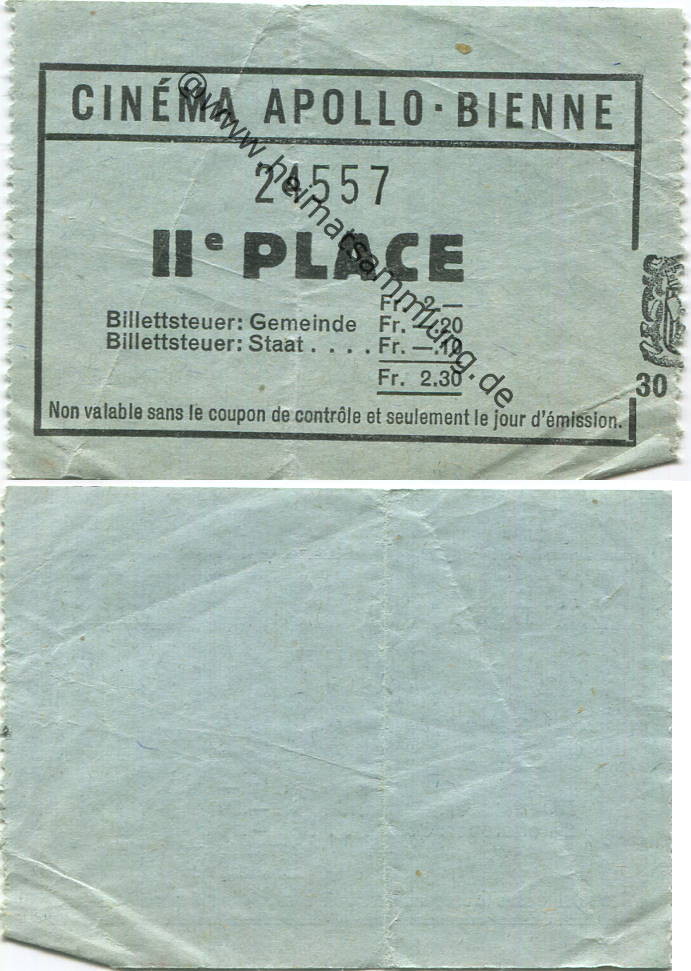 CINÉMA APOLLO · BIENNE
24557
IIe PLACE
Fr. 2.—
Billettsteuer: Gemeinde Fr. —.20
Billettsteuer: Staat . . . . Fr. —.10
Fr. 2.30
30
Non valable sans le coupon de contrôle et seulement le jour d'émission.
©www.heimatsammlung.de